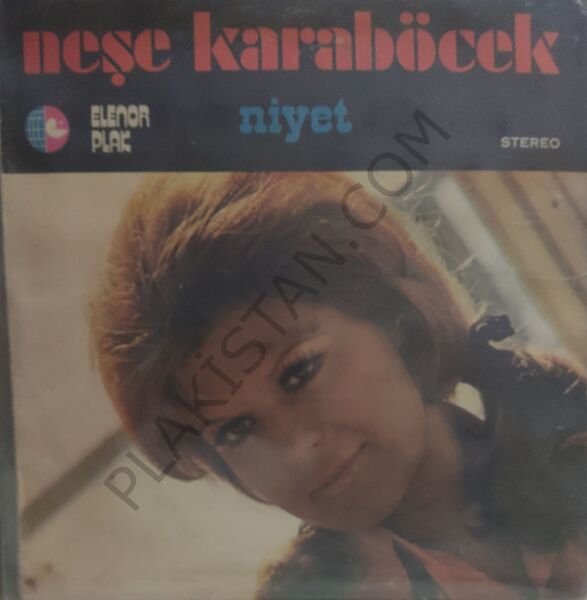 neşe karaböcek
ELENOR
PLAK
niyet
STEREO
PLAKİSTAN.COM